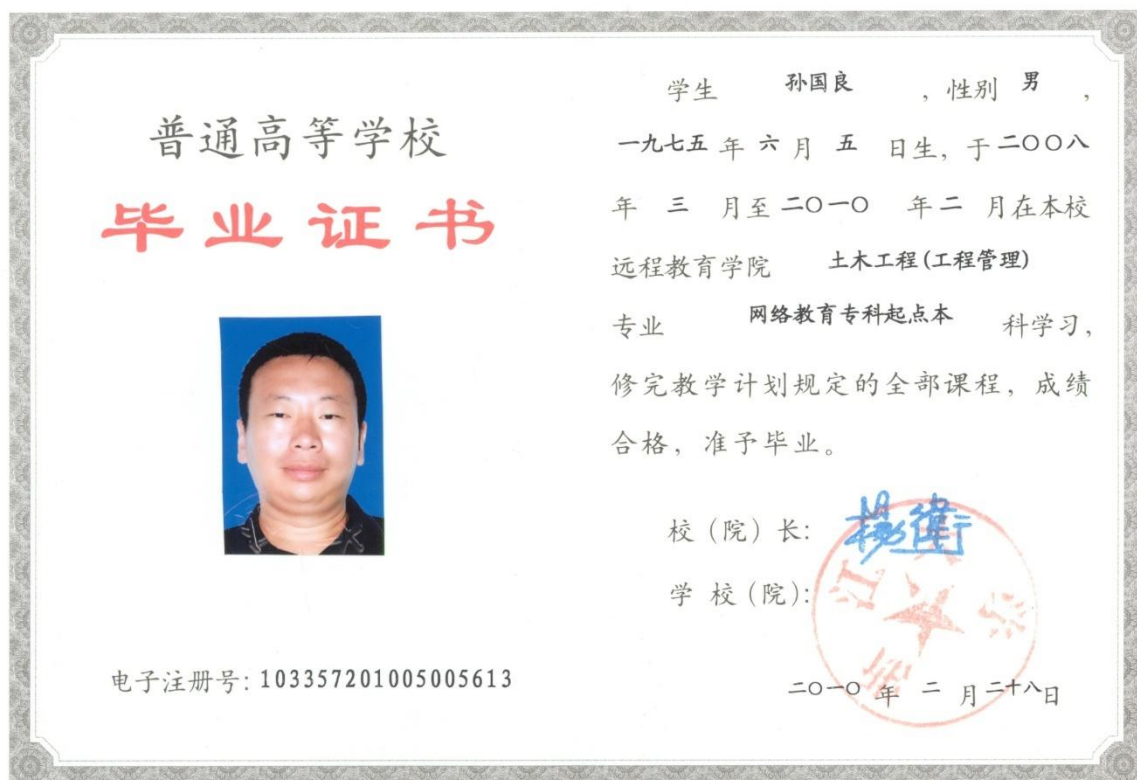 普通高等学校
毕业证书
电子注册号：103357201005005613
学生 孙国良 ，性别 男 ，
一九七五 年 六 月 五 日生，于 二〇〇八
年 三 月至 二〇一〇 年 二 月在本校
远程教育学院 土木工程(工程管理)
专业 网络教育专科起点本 科学习，
修完教学计划规定的全部课程，成绩
合格，准予毕业。
校（院）长：杨卫
学 校（院）：
浙江大学
二〇一〇 年 二 月 二十八 日